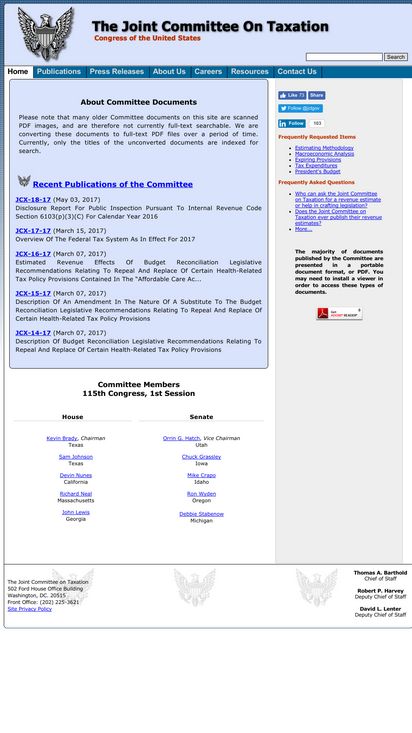 The Joint Committee On Taxation
Congress of the United States
Search
Home Publications Press Releases About Us Careers Resources Contact Us
About Committee Documents
Please note that many older Committee documents on this site are scanned
PDF images, and are therefore not currently full-text searchable. We are
converting these documents to full-text PDF files over a period of time.
Currently, only the titles of the unconverted documents are indexed for
search.
Recent Publications of the Committee
JCX-18-17 (May 03, 2017)
Disclosure Report For Public Inspection Pursuant To Internal Revenue Code
Section 6103(p)(3)(C) For Calendar Year 2016
JCX-17-17 (March 15, 2017)
Overview Of The Federal Tax System As In Effect For 2017
JCX-16-17 (March 07, 2017)
Estimated Revenue Effects Of Budget Reconciliation Legislative
Recommendations Relating To Repeal And Replace Of Certain Health-Related
Tax Policy Provisions Contained In The "Affordable Care Ac...
JCX-15-17 (March 07, 2017)
Description Of An Amendment In The Nature Of A Substitute To The Budget
Reconciliation Legislative Recommendations Relating To Repeal And Replace Of
Certain Health-Related Tax Policy Provisions
JCX-14-17 (March 07, 2017)
Description Of Budget Reconciliation Legislative Recommendations Relating To
Repeal And Replace Of Certain Health-Related Tax Policy Provisions
Committee Members
115th Congress, 1st Session
House
Kevin Brady, Chairman
Texas
Sam Johnson
Texas
Devin Nunes
California
Richard Neal
Massachusetts
John Lewis
Georgia
Senate
Orrin G. Hatch, Vice Chairman
Utah
Chuck Grassley
Iowa
Mike Crapo
Idaho
Ron Wyden
Oregon
Debbie Stabenow
Michigan
Like 73 Share
Follow @jctgov
in Follow 103
Frequently Requested Items
Estimating Methodology
Macroeconomic Analysis
Expiring Provisions
Tax Expenditures
President's Budget
Frequently Asked Questions
Who can ask the Joint Committee
on Taxation for a revenue estimate
or help in crafting legislation?
Does the Joint Committee on
Taxation ever publish their revenue
estimates?
More...
The majority of documents
published by the Committee are
presented in a portable
document format, or PDF. You
may need to install a viewer in
order to access these types of
documents.
Get
ADOBE READER
The Joint Committee on Taxation
502 Ford House Office Building
Washington, DC. 20515
Front Office: (202) 225-3621
Site Privacy Policy
Thomas A. Barthold
Chief of Staff
Robert P. Harvey
Deputy Chief of Staff
David L. Lenter
Deputy Chief of Staff